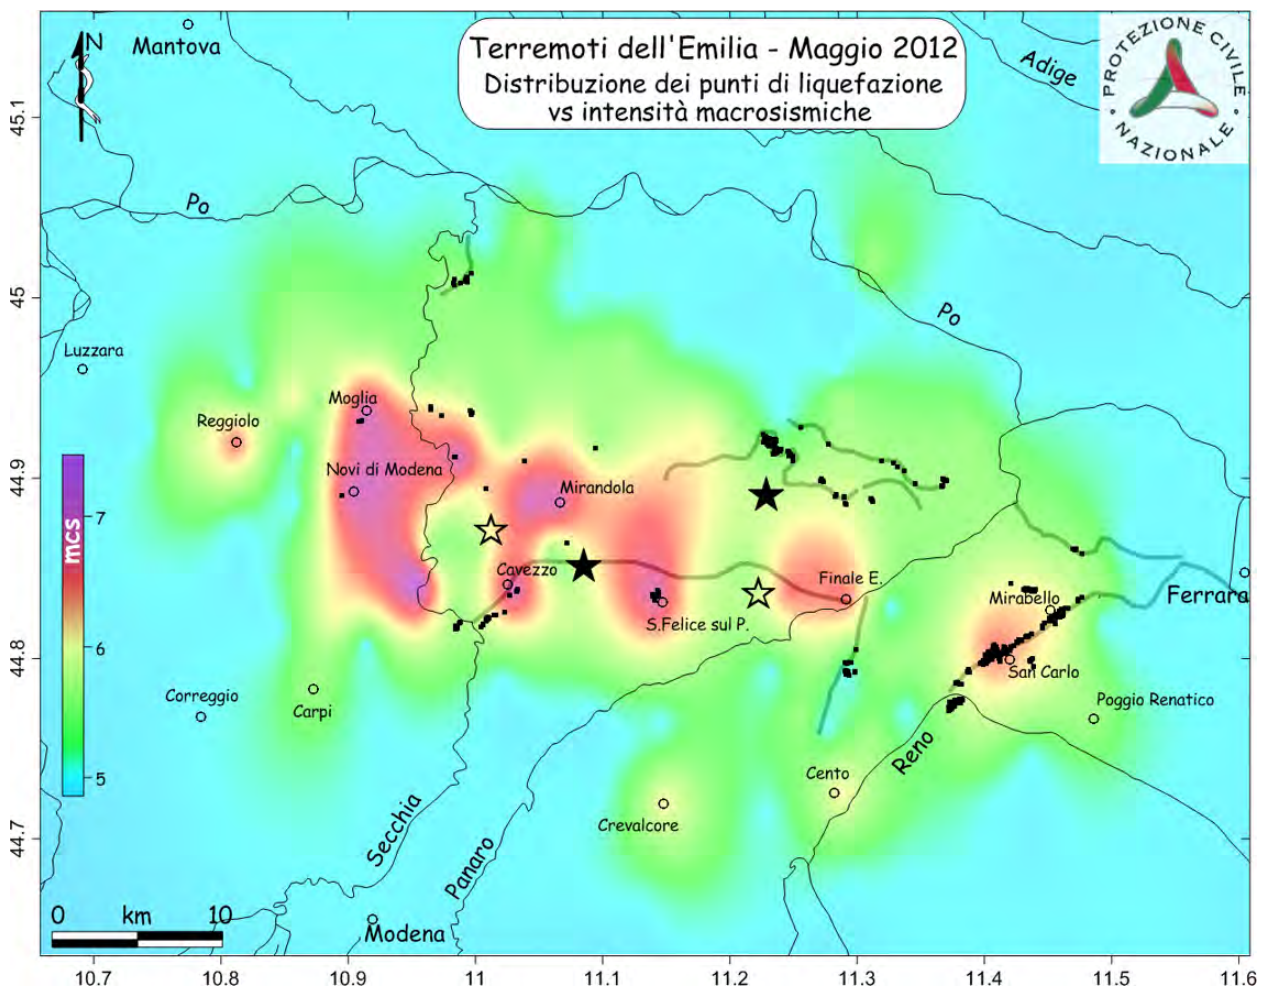 Terremoti dell'Emilia - Maggio 2012
Distribuzione dei punti di liquefazione
vs intensità macrosismiche
PROTEZIONE CIVILE
NAZIONALE
N
Mantova
Adige
Po
Po
Luzzara
Reggiolo
Moglia
Novi di Modena
Mirandola
Cavezzo
Finale E.
S.Felice sul P.
Mirabello
Ferrara
San Carlo
Poggio Renatico
Correggio
Carpi
Reno
Cento
Crevalcore
Secchia
Panaro
Modena
mcs
7
6
5
0 km 10
45.1
45
44.9
44.8
44.7
10.7 10.8 10.9 11 11.1 11.2 11.3 11.4 11.5 11.6